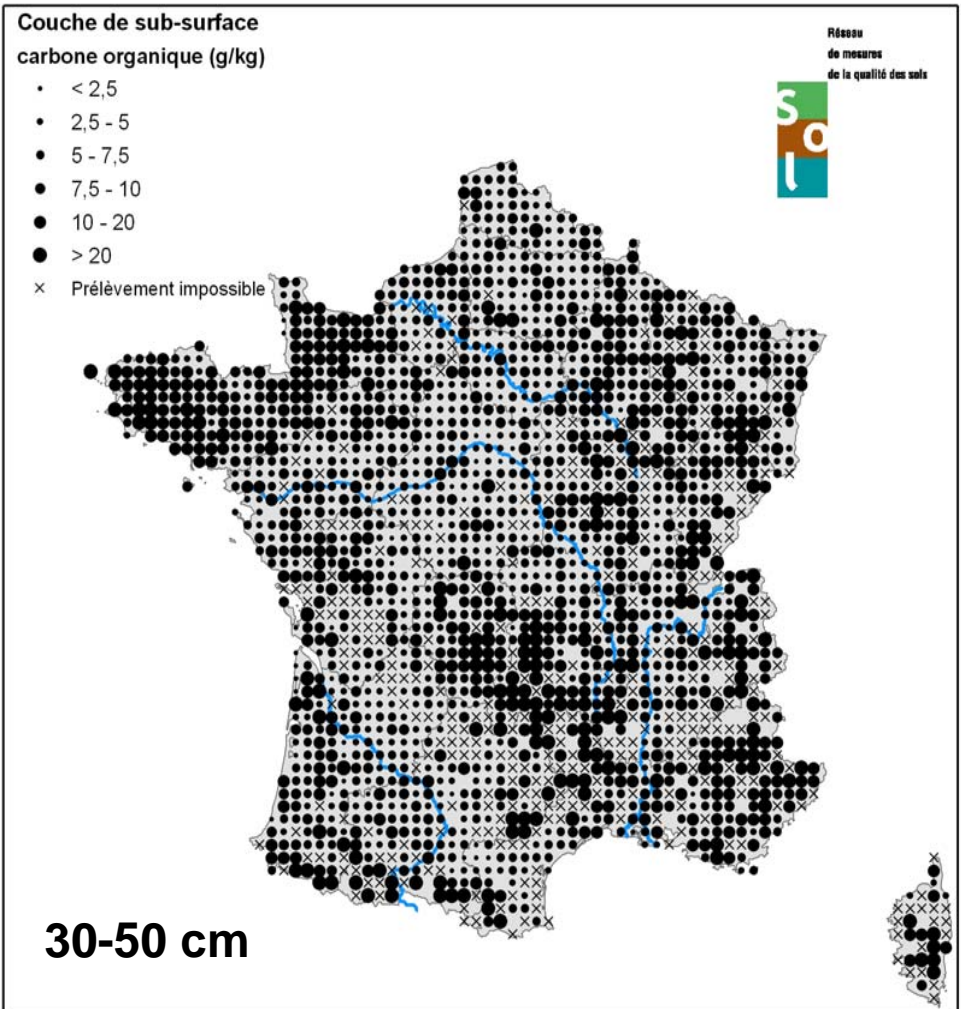 Couche de sub-surface
carbone organique (g/kg)
< 2,5
2,5 - 5
5 - 7,5
7,5 - 10
10 - 20
> 20
× Prélèvement impossible
Réseau
de mesures
de la qualité des sols
S
o
l
30-50 cm